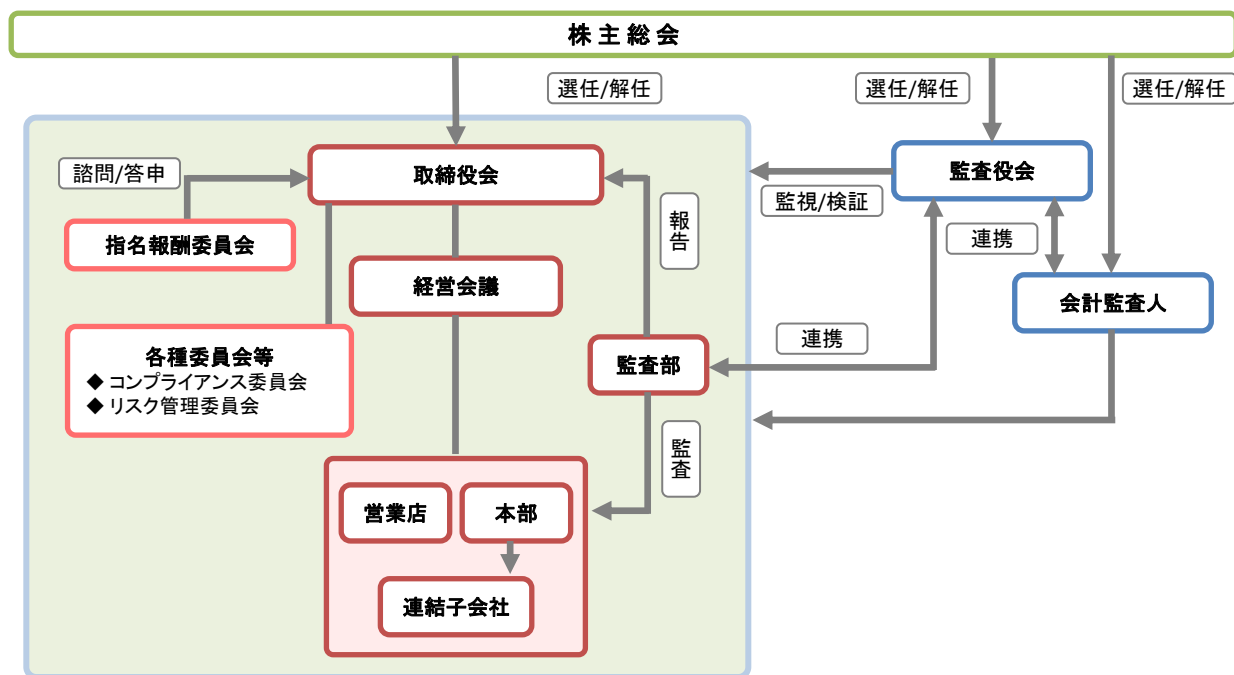 株主総会
選任/解任
選任/解任
選任/解任
諮問/答申
取締役会
監査役会
監視/検証
報告
指名報酬委員会
連携
経営会議
会計監査人
各種委員会等
◆ コンプライアンス委員会
◆ リスク管理委員会
連携
監査部
監査
営業店
本部
連結子会社